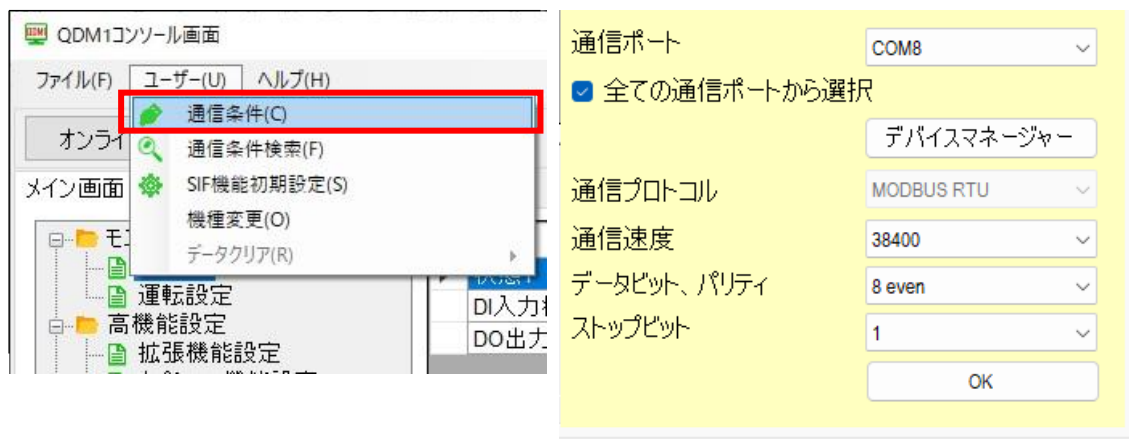 QDM1コンソール画面
ファイル(F) ユーザー(U) ヘルプ(H)
通信条件(C)
オンライ
通信条件検索(F)
メイン画面
SIF機能初期設定(S)
機種変更(O)
データクリア(R)
運転設定
DI入力
高機能設定
DO出力
拡張機能設定
通信ポート
COM8
全ての通信ポートから選択
デバイスマネージャー
通信プロトコル
MODBUS RTU
通信速度
38400
データビット、パリティ
8 even
ストップビット
1
OK